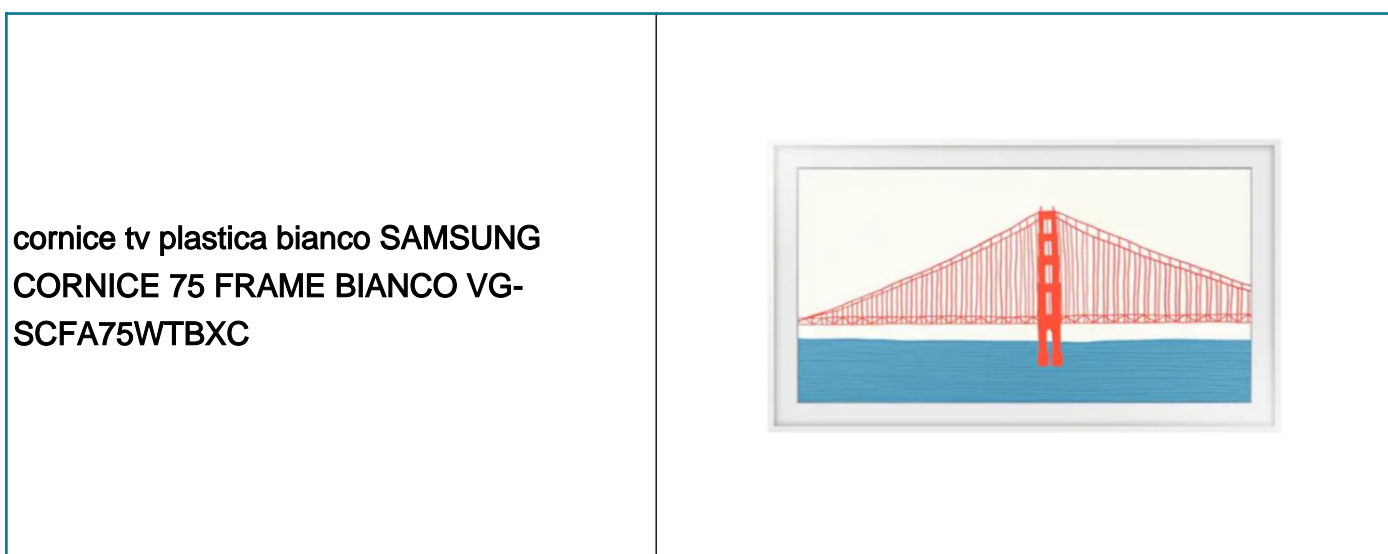 cornice tv plastica bianco SAMSUNG
CORNICE 75 FRAME BIANCO VG-
SCFA75WTBXC